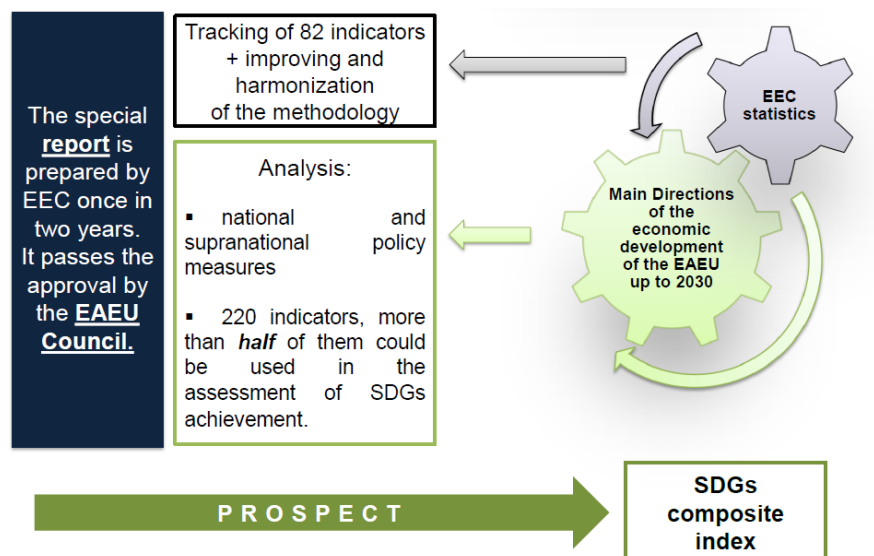 The special
report is
prepared by
EEC once in
two years.
It passes the
approval by
the EAEU
Council.
Tracking of 82 indicators
+ improving and
harmonization
of the methodology
Analysis:
▪ national and
supranational policy
measures
▪ 220 indicators, more
than half of them could
be used in the
assessment of SDGs
achievement.
EEC
statistics
Main Directions
of the
economic
development
of the EAEU
up to 2030
PROSPECT
SDGs
composite
index